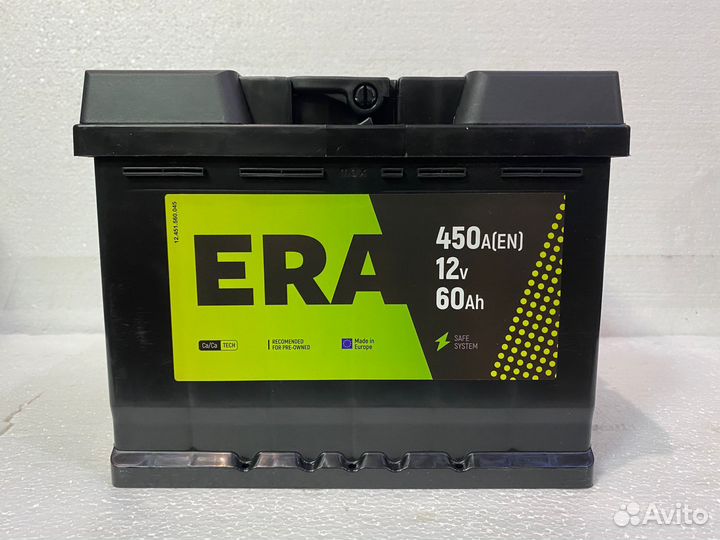 max
12.451.560.045
ERA
450A(EN)
12v
60Ah
Ca/Ca TECH
RECOMENDED
FOR PRE-OWNED
Made in
Europe
SAFE
SYSTEM
Avito